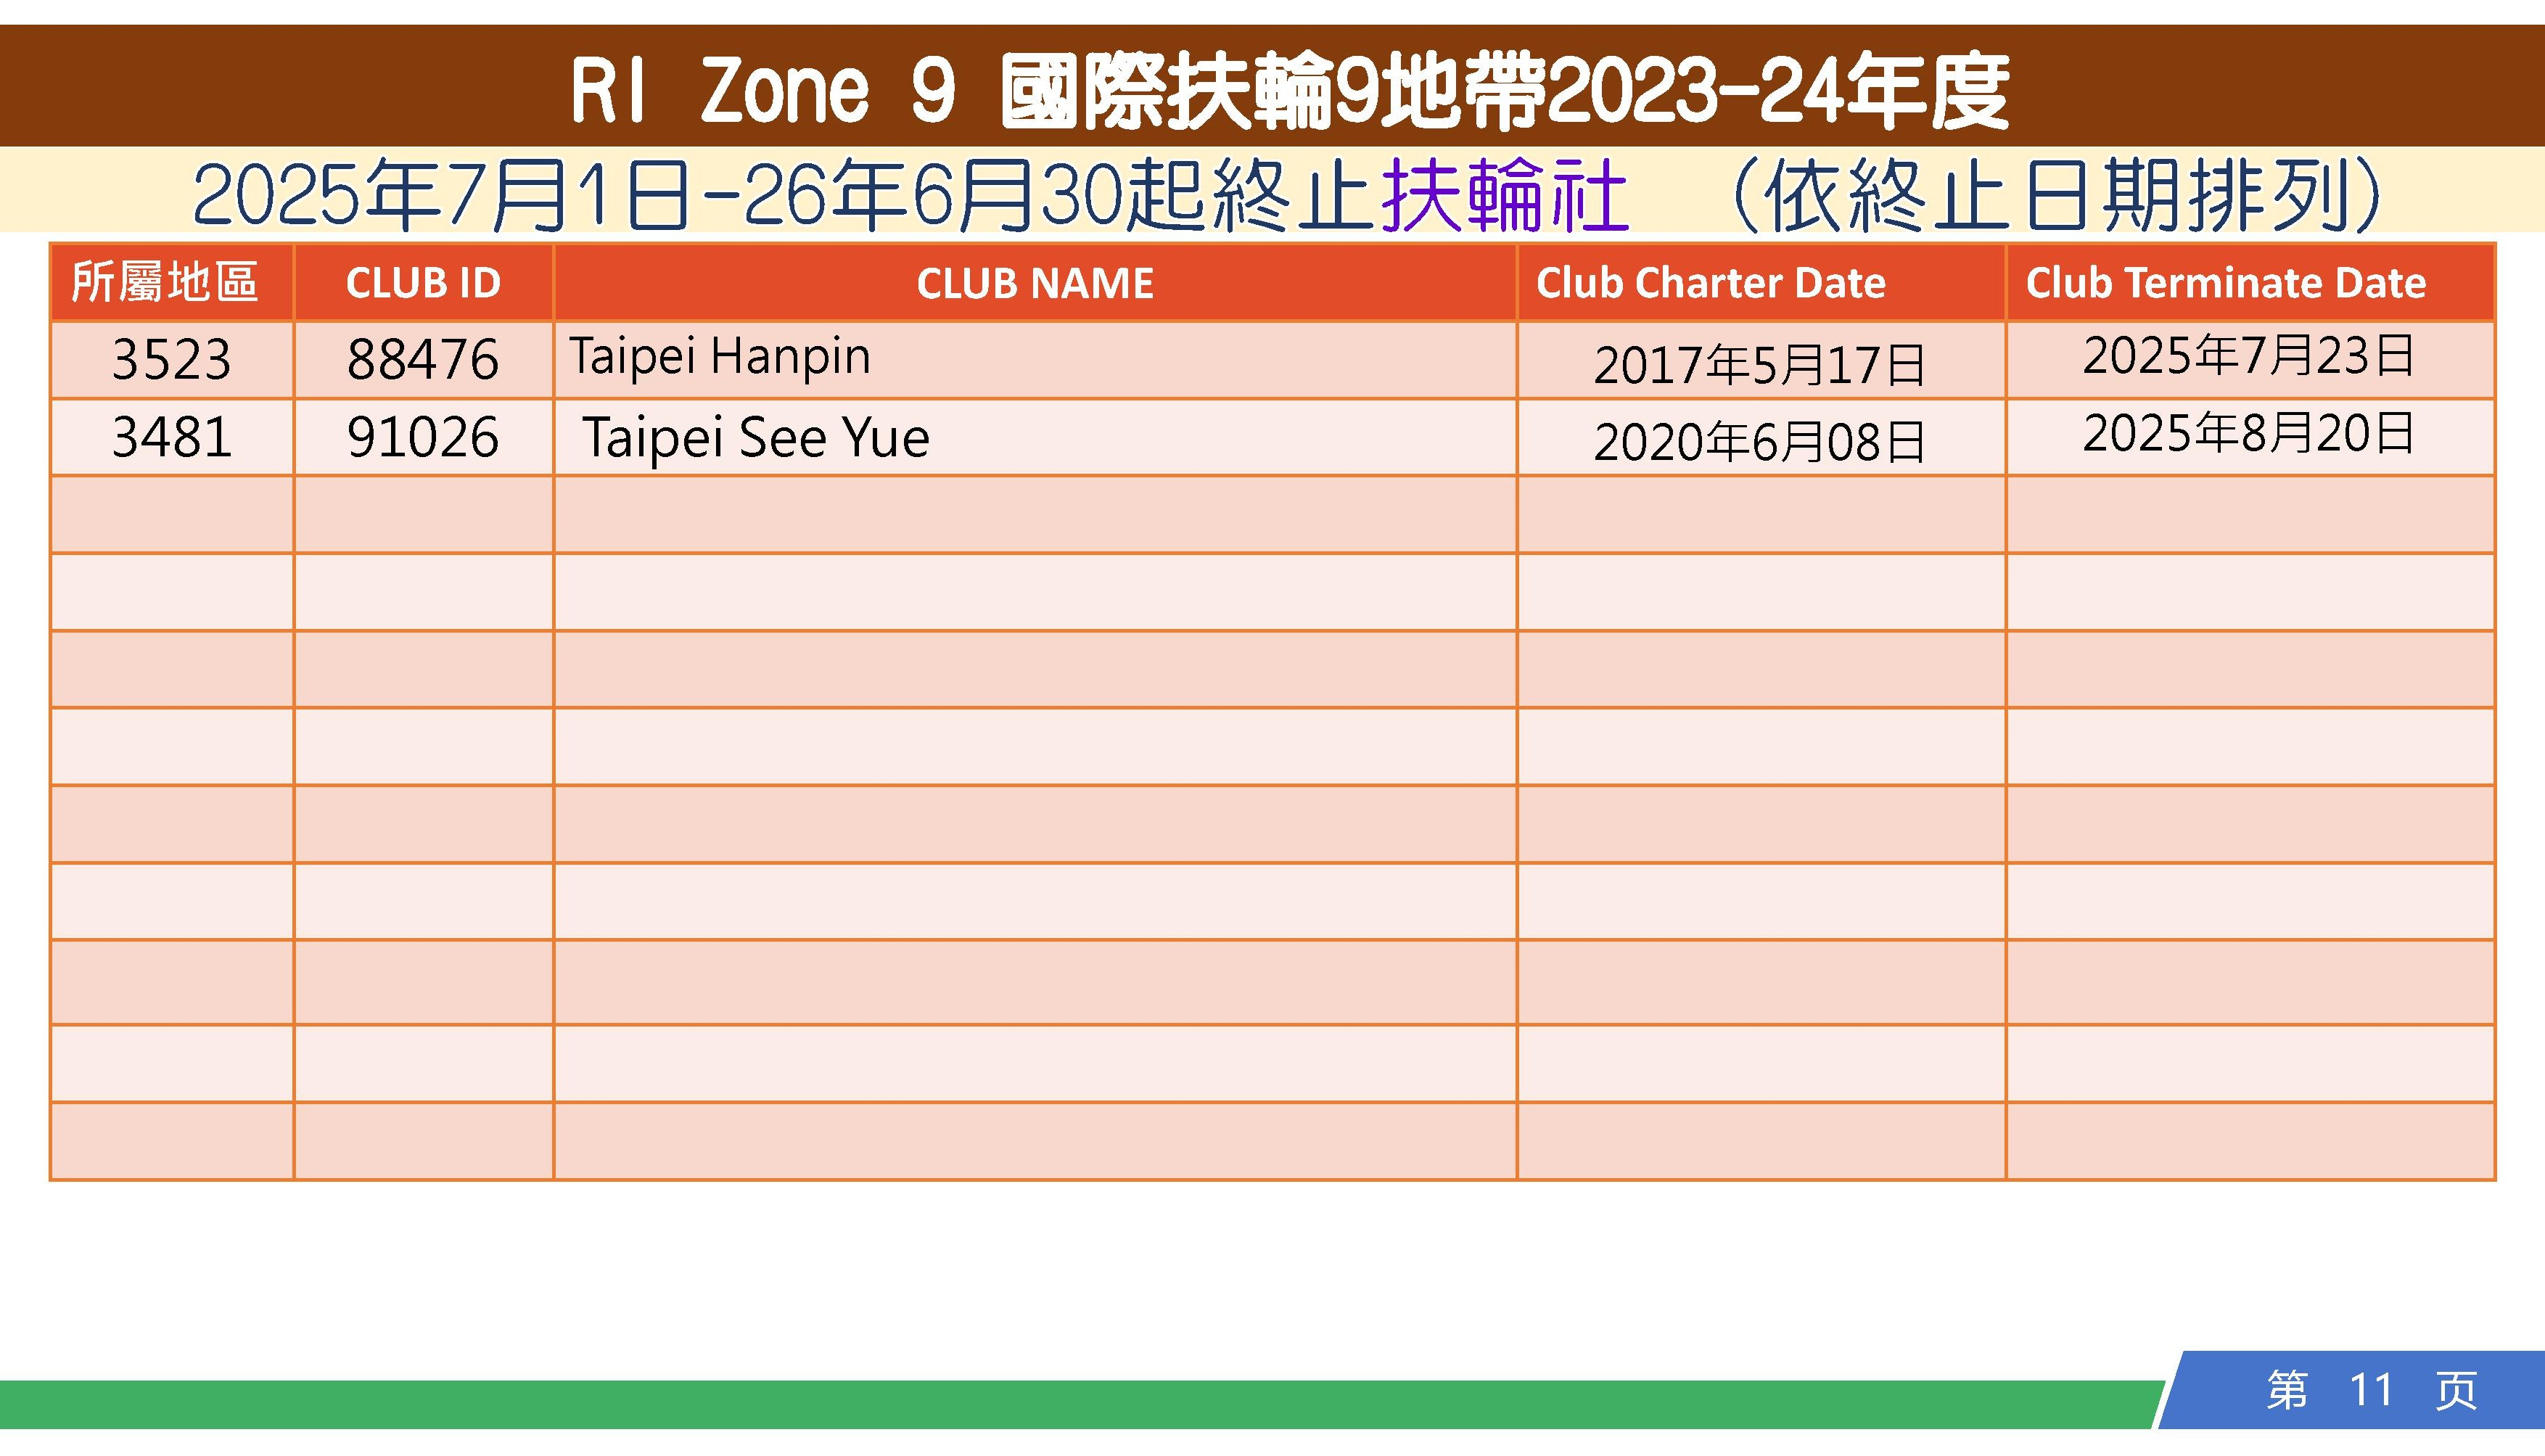 RI Zone 9 國際扶輪9地帶2023-24年度
2025年7月1日-26年6月30起終止扶輪社 (依終止日期排列)
所屬地區 CLUB ID CLUB NAME Club Charter Date Club Terminate Date
3523 88476 Taipei Hanpin 2017年5月17日 2025年7月23日
3481 91026 Taipei See Yue 2020年6月08日 2025年8月20日
第 11 页